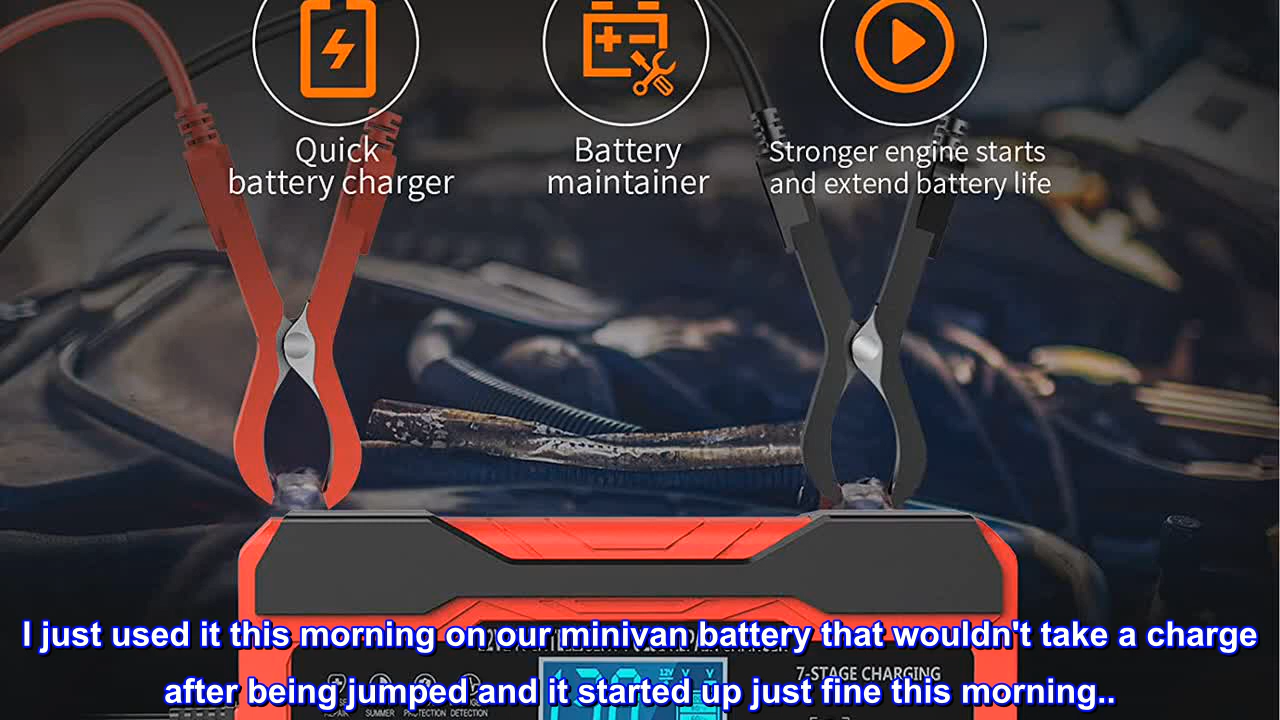 Quick
battery charger
Battery
maintainer
Stronger engine starts
and extend battery life
I just used it this morning on our minivan battery that wouldn't take a charge
after being jumped and it started up just fine this morning..
7-STAGE CHARGING
12V
V
V
SUMMER
PROTECTION
DETECTION
REPAIR